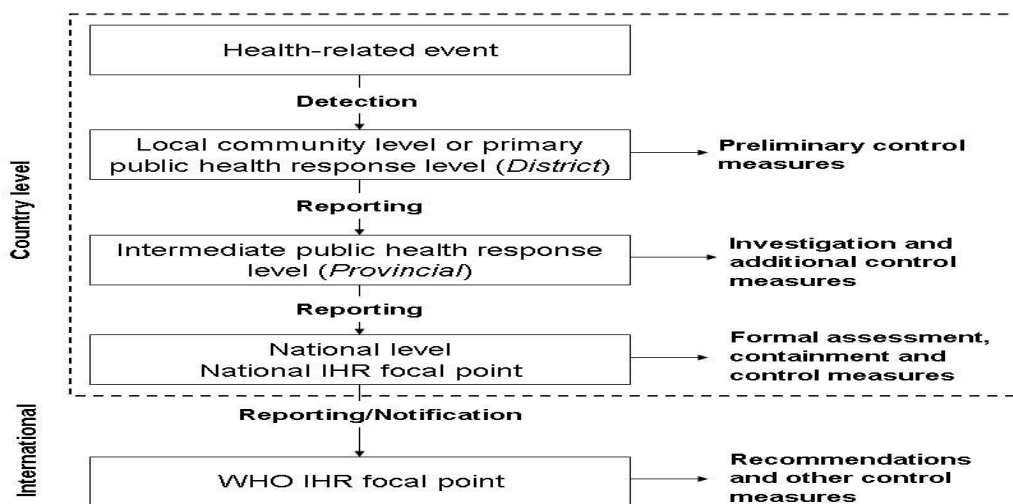 Health-related event
Detection
Local community level or primary
public health response level (District)
Preliminary control
measures
Reporting
Intermediate public health response
level (Provincial)
Investigation and
additional control
measures
Reporting
National level
National IHR focal point
Formal assessment,
containment and
control measures
Reporting/Notification
WHO IHR focal point
Recommendations
and other control
measures
Country level
International